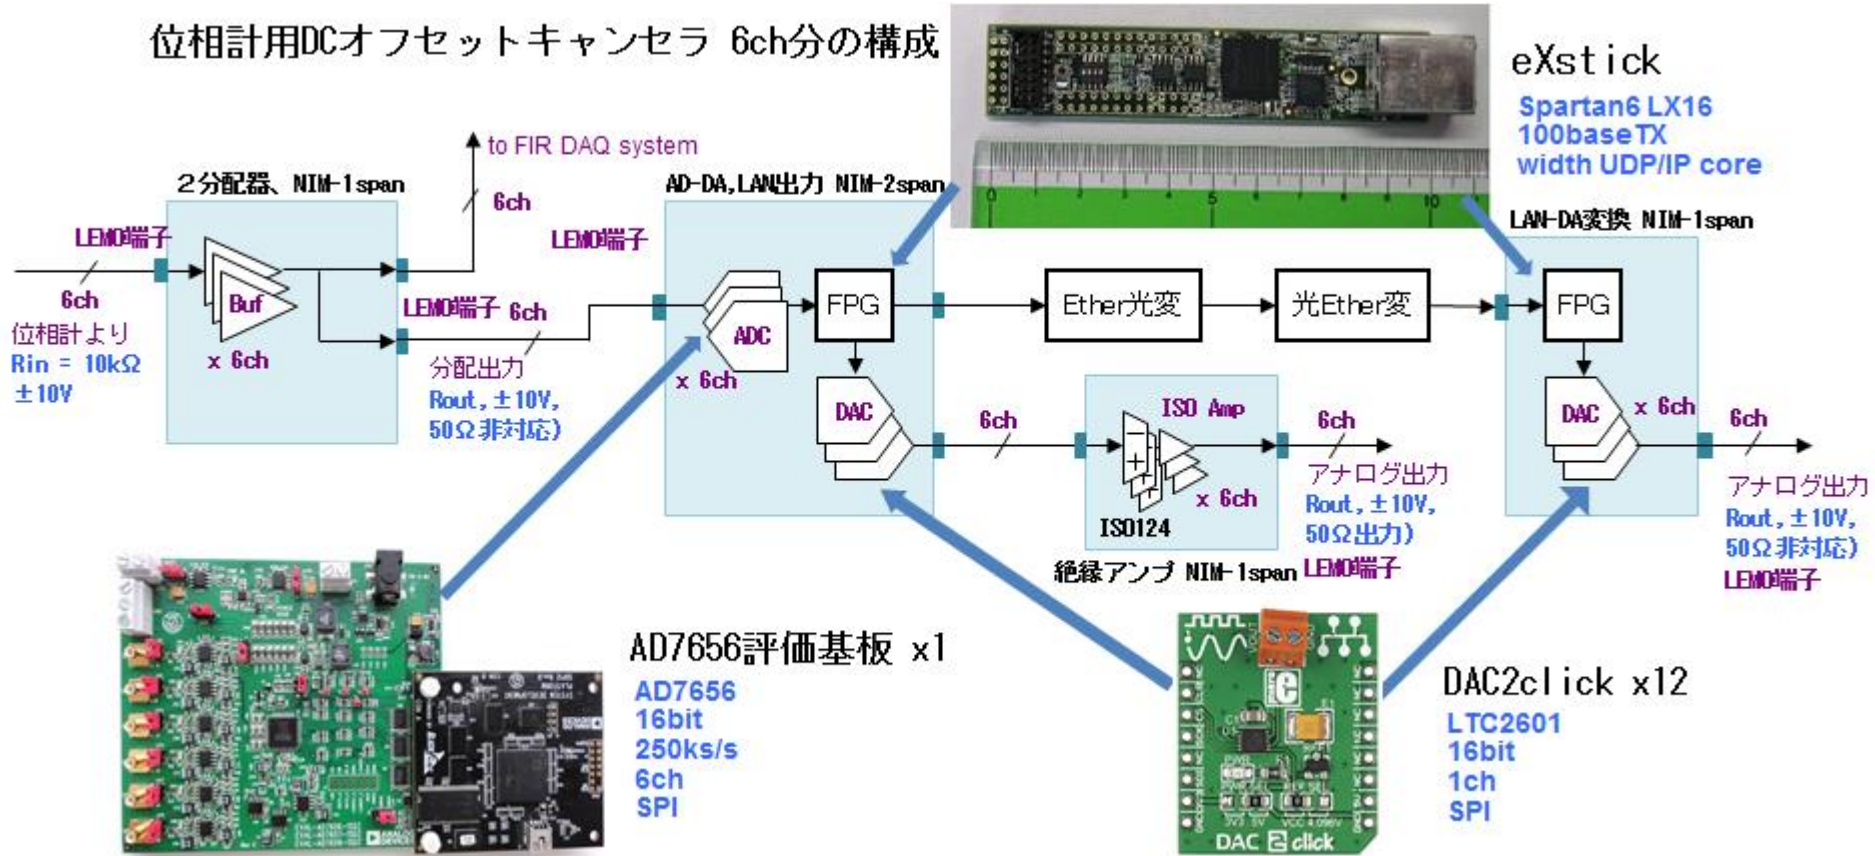 位相計用DCオフセットキャンセラ 6ch分の構成
eXstick
Spartan6 LX16
100baseTX
width UDP/IP core
to FIR DAQ system
２分配器、NIM-1span
6ch
AD-DA,LAN出力 NIM-2span
LAN-DA変換 NIM-1span
0
5
10
LEMO端子
6ch
位相計より
Rin = 10kΩ
±10V
Buf
x 6ch
LEMO端子
LEMO端子 6ch
分配出力
Rout,±10V,
50Ω非対応)
ADC
x 6ch
FPG
DAC
Ether光変
光Ether変
FPG
DAC
x 6ch
6ch
ISO Amp
x 6ch
ISO124
絶縁アンプ NIM-1span
6ch
アナログ出力
Rout,±10V,
50Ω出力)
LEMO端子
6ch
アナログ出力
Rout,±10V,
50Ω非対応)
LEMO端子
AD7656評価基板 x1
AD7656
16bit
250ks/s
6ch
SPI
DAC 2 click
DAC2click x12
LTC2601
16bit
1ch
SPI